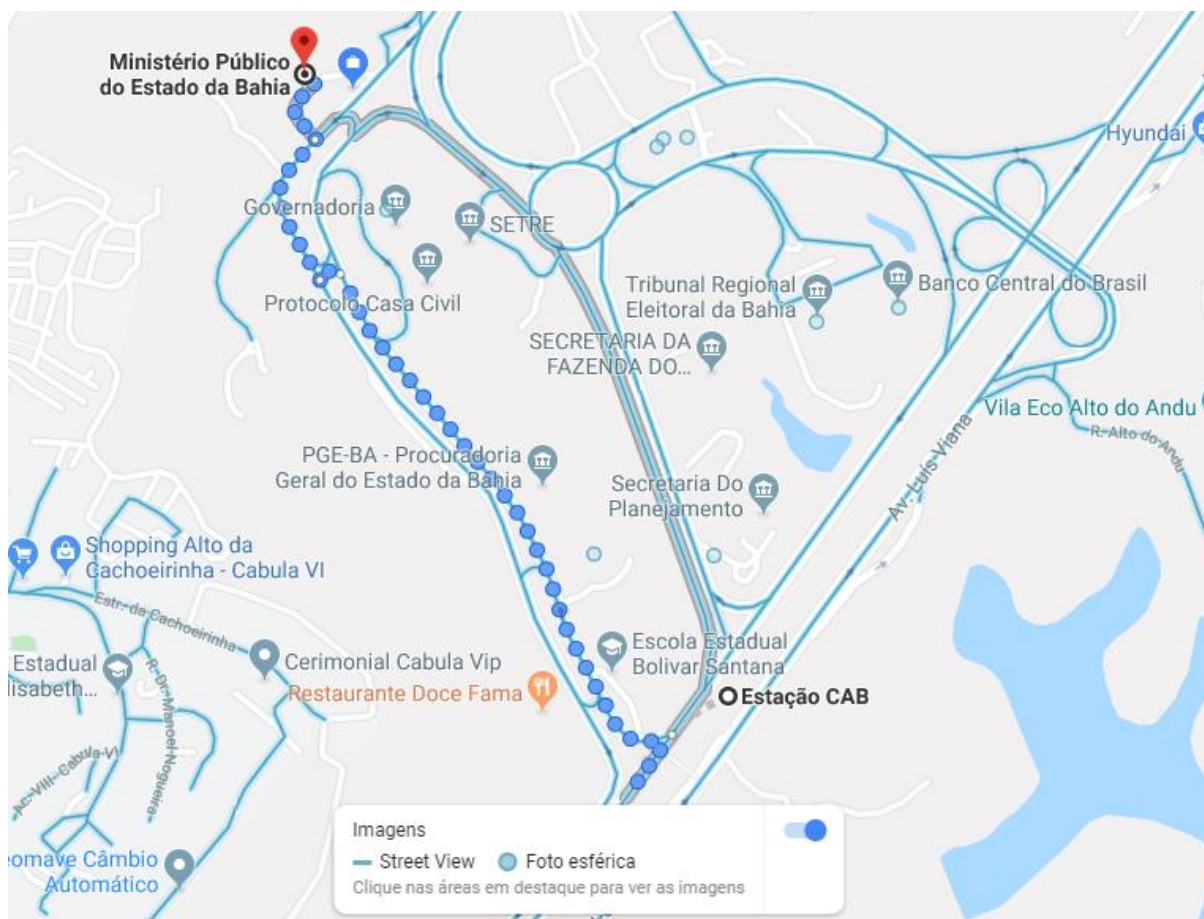 Ministério Público
do Estado da Bahia
Hyundai
Governadoria
SETRE
Tribunal Regional
Eleitoral da Bahia
Banco Central do Brasil
Protocolo Casa Civil
SECRETARIA DA
FAZENDA DO...
Vila Eco Alto do Andu
R. Alto do Andu
Av. Luís Viana
PGE-BA - Procuradoria
Geral do Estado da Bahia
Secretaria Do
Planejamento
Shopping Alto da
Cachoeirinha - Cabula VI
Estr. da Cachoeirinha
Escola Estadual
Bolivar Santana
Estadual
lisabeth...
R. Dr. Manoel Nogueira
Cerimonial Cabula Vip
Restaurante Doce Fama
Estação CAB
Av. VIII- Cabula VI
eomave Câmbio
Automático
Imagens
Street View
Foto esférica
Clique nas áreas em destaque para ver as imagens